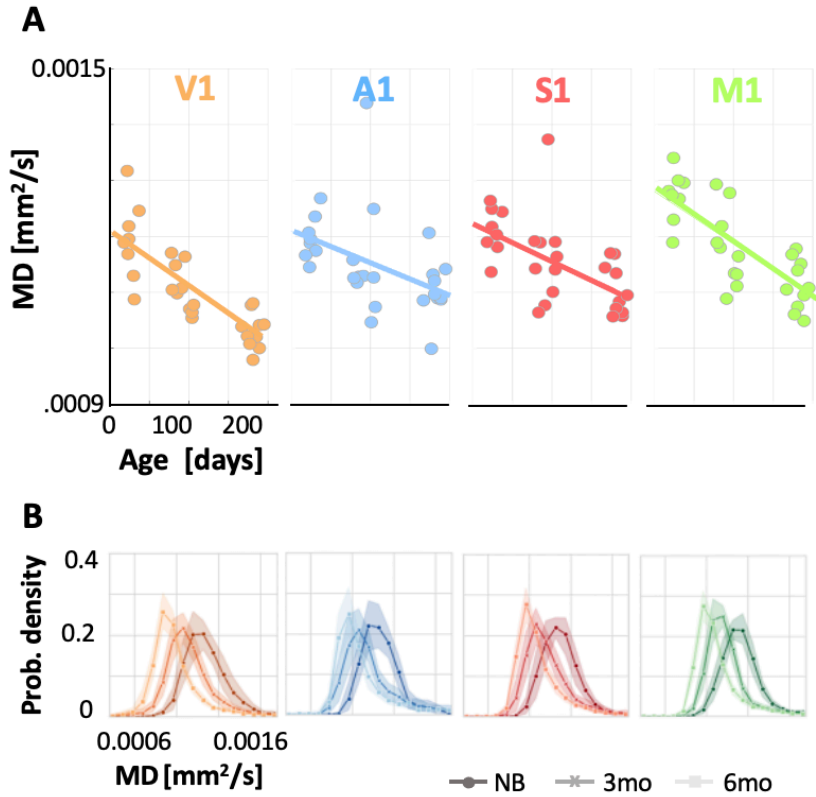 A
0.0015
V1 A1 S1 M1
MD [mm²/s]
.0009
0 100 200
Age [days]
B
0.4
Prob. density
0.2
0
0.0006 0.0016
MD [mm²/s]
NB 3mo 6mo